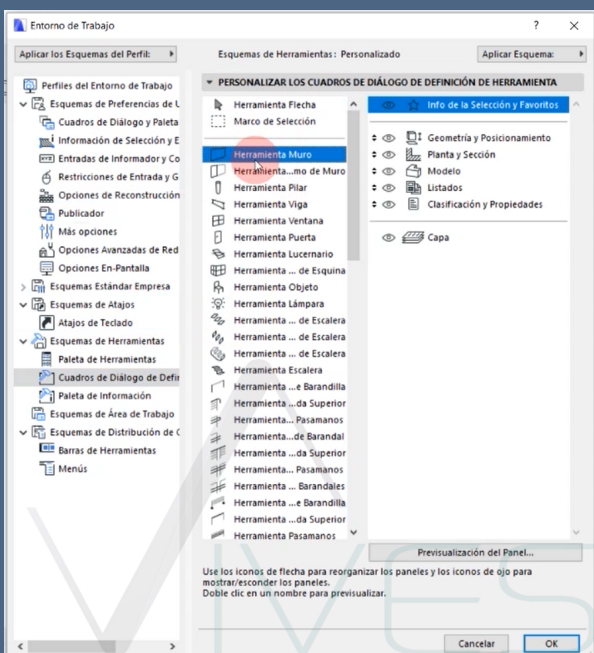 Entorno de Trabajo
?
Aplicar los Esquemas del Perfil:
Esquemas de Herramientas: Personalizado
Aplicar Esquema:
Perfiles del Entorno de Trabajo
Esquemas de Preferencias de U
Cuadros de Diálogo y Paleta
Información de Selección y E
Entradas de Informador y Co
Restricciones de Entrada y G
Opciones de Reconstrucción
Publicador
Más opciones
Opciones Avanzadas de Red
Opciones En-Pantalla
Esquemas Estándar Empresa
Esquemas de Atajos
Atajos de Teclado
Esquemas de Herramientas
Paleta de Herramientas
Cuadros de Diálogo de Defin
Paleta de Información
Esquemas de Área de Trabajo
Esquemas de Distribución de C
Barras de Herramientas
Menús
PERSONALIZAR LOS CUADROS DE DIÁLOGO DE DEFINICIÓN DE HERRAMIENTA
Herramienta Flecha
Marco de Selección
Herramienta Muro
Herramienta...mo de Muro
Herramienta Pilar
Herramienta Viga
Herramienta Ventana
Herramienta Puerta
Herramienta Lucernario
Herramienta ... de Esquina
Herramienta Objeto
Herramienta Lámpara
Herramienta ... de Escalera
Herramienta ... de Escalera
Herramienta ... de Escalera
Herramienta Escalera
Herramienta ...e Barandilla
Herramienta ...da Superior
Herramienta... Pasamanos
Herramienta...de Barandal
Herramienta ...da Superior
Herramienta... Pasamanos
Herramienta ... Barandales
Herramienta ...e Barandilla
Herramienta ...da Superior
Herramienta Pasamanos
Info de la Selección y Favoritos
Geometría y Posicionamiento
Planta y Sección
Modelo
Listados
Clasificación y Propiedades
Capa
Previsualización del Panel...
Use los iconos de flecha para reorganizar los paneles y los iconos de ojo para
mostrar/esconder los paneles.
Doble clic en un nombre para previsualizar.
Cancelar
OK
VIVES